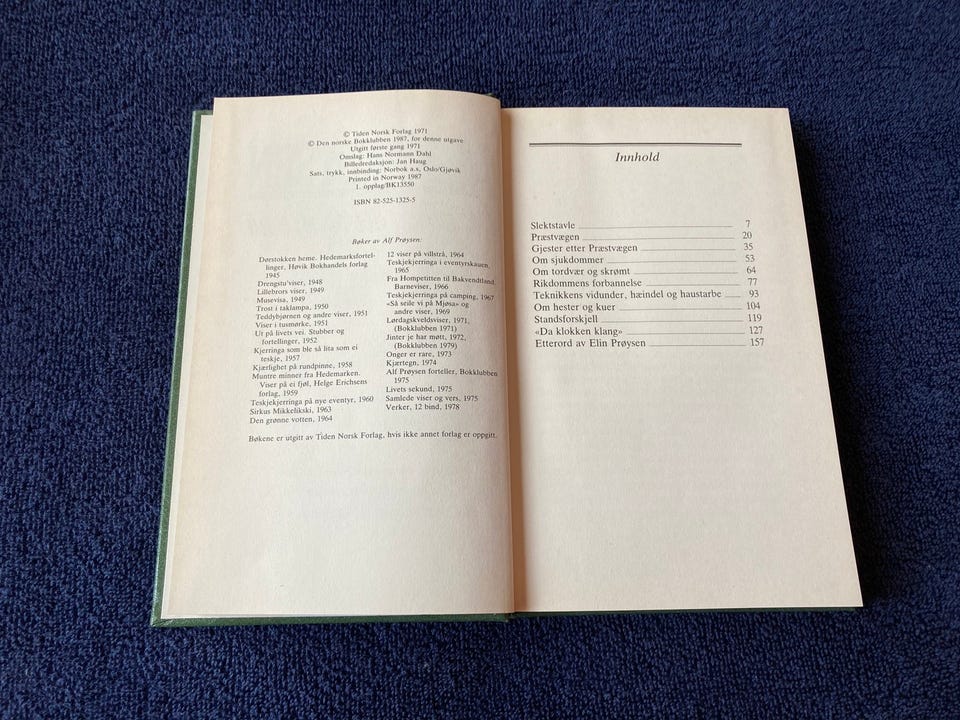 © Tiden Norsk Forlag 1971
© Den norske Bokklubben 1987, for denne utgave
Utgitt første gang 1971
Omslag: Hans Normann Dahl
Billedredaksjon: Jan Haug
Sats, trykk, innbinding: Norbok a.s, Oslo/Gjøvik
Printed in Norway 1987
1. opplag/BK13550
ISBN 82-525-1325-5
Bøker av Alf Prøysen:
Dørstokken heme. Hedemarksfortel-
linger, Høvik Bokhandels forlag
1945
Drengstu'viser, 1948
Lillebrors viser, 1949
Musevisa, 1949
Trost i taklampa, 1950
Teddybjørnen og andre viser, 1951
Viser i tusmørke, 1951
Ut på livets vei. Stubber og
fortellinger, 1952
Kjerringa som ble så lita som ei
teskje, 1957
Kjærlighet på rundpinne, 1958
Muntre minner fra Hedemarken.
Viser på ei fjøl, Helge Erichsens
forlag, 1959
Teskjekjerringa på nye eventyr, 1960
Sirkus Mikkelikski, 1963
Den grønne votten, 1964
12 viser på villstrå, 1964
Teskjekjerringa i eventyrskauen,
1965
Fra Hompetitten til Bakvendtland.
Barneviser, 1966
Teskjekjerringa på camping, 1967
«Så seile vi på Mjøsa» og
andre viser, 1969
Lørdagskveldsviser, 1971,
(Bokklubben 1971)
Jinter je har møtt, 1972,
(Bokklubben 1979)
Onger er rare, 1973
Kjærtegn, 1974
Alf Prøysen forteller, Bokklubben
1975
Livets sekund, 1975
Samlede viser og vers, 1975
Verker, 12 bind, 1978
Bøkene er utgitt av Tiden Norsk Forlag, hvis ikke annet forlag er oppgitt.
Innhold
Slektstavle 7
Præstvægen 20
Gjester etter Præstvægen 35
Om sjukdommer 53
Om tordvær og skrømt 64
Rikdommens forbannelse 77
Teknikkens vidunder, hæindel og haustarbe 93
Om hester og kuer 104
Standsforskjell 119
«Da klokken klang» 127
Etterord av Elin Prøysen 157